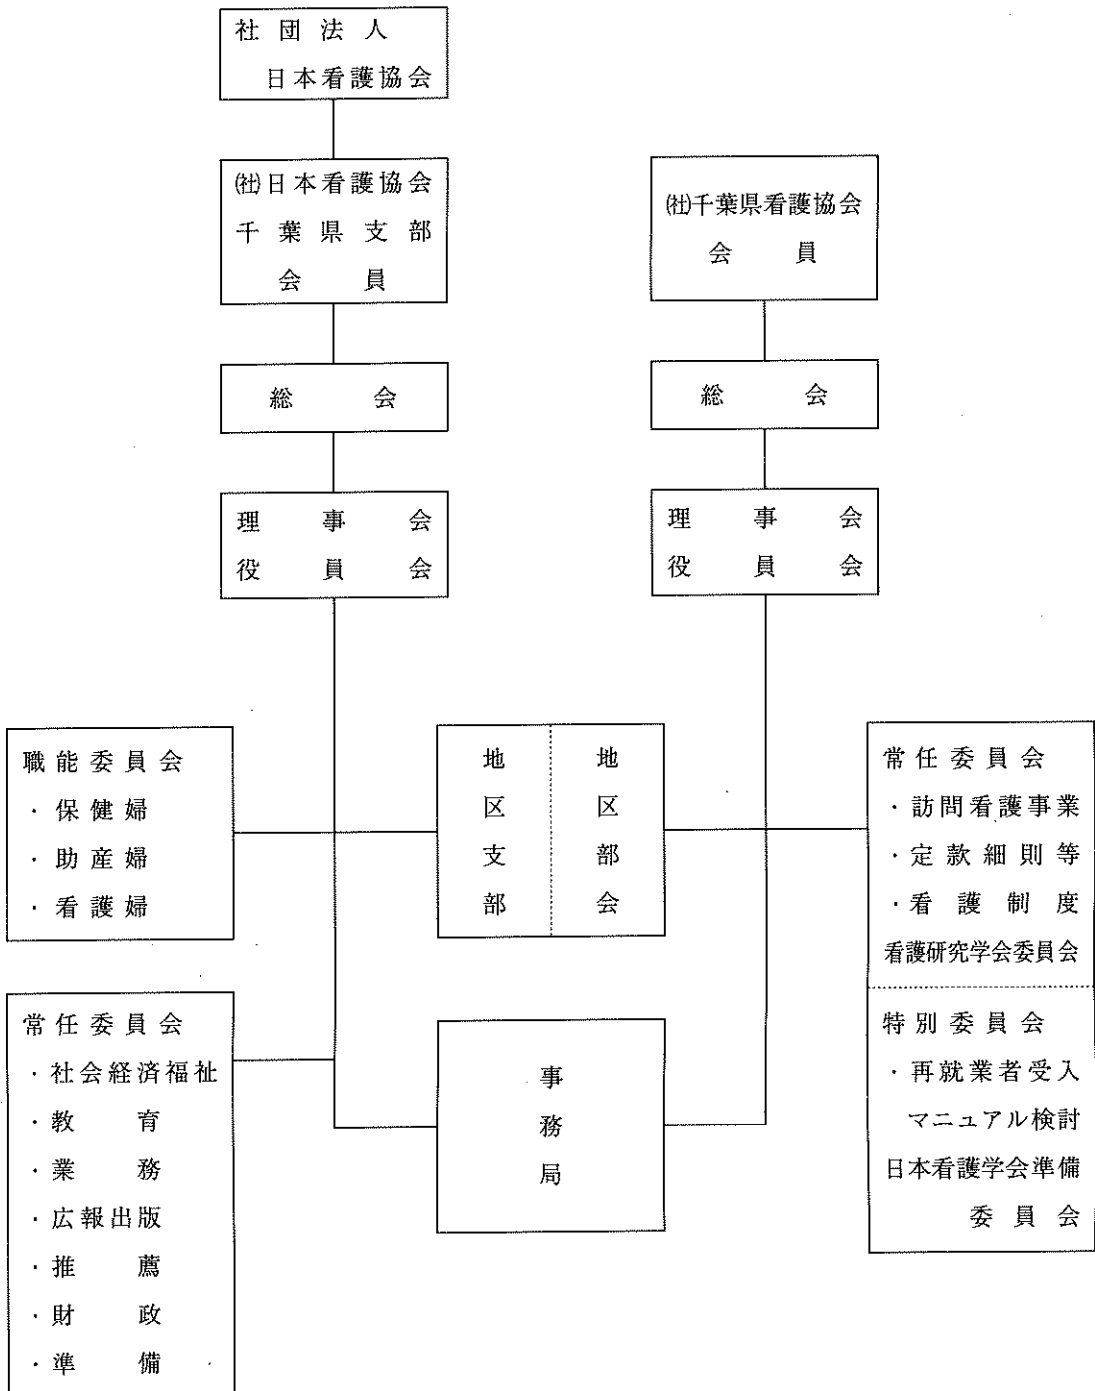 社団法人
日本看護協会
㈳日本看護協会
千葉県支部
会員
㈳千葉県看護協会
会員
総会
総会
理事会
役員会
理事会
役員会
職能委員会
・保健婦
・助産婦
・看護婦
地区支部
地区部会
常任委員会
・訪問看護事業
・定款細則等
・看護制度
看護研究学会委員会
常任委員会
・社会経済福祉
・教育
・業務
・広報出版
・推薦
・財政
・準備
事務局
特別委員会
・再就業者受入
マニュアル検討
日本看護学会準備
委員会